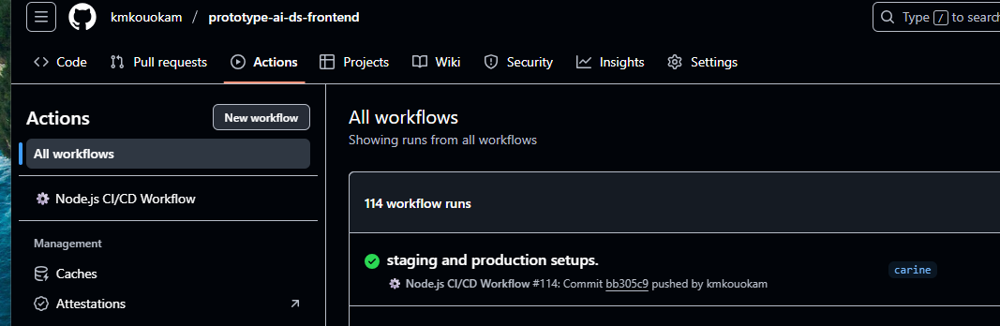 kmkouokam / prototype-ai-ds-frontend
Type / to search
Code Pull requests Actions Projects Wiki Security Insights Settings
Actions
New workflow
All workflows
Node.js CI/CD Workflow
Management
Caches
Attestations
All workflows
Showing runs from all workflows
114 workflow runs
staging and production setups.
Node.js CI/CD Workflow #114: Commit bb305c9 pushed by kmkouokam
carine